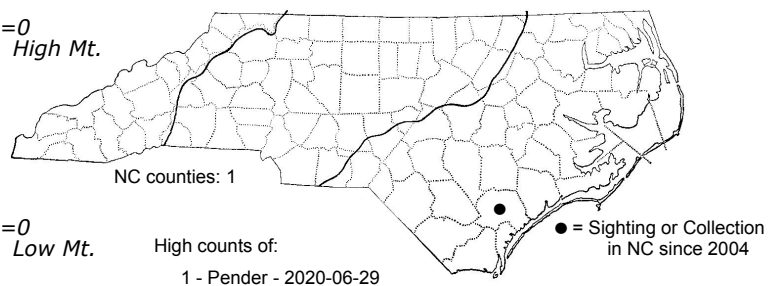 =0
High Mt.
NC counties: 1
=0
Low Mt.
High counts of:
1 - Pender - 2020-06-29
● = Sighting or Collection
in NC since 2004